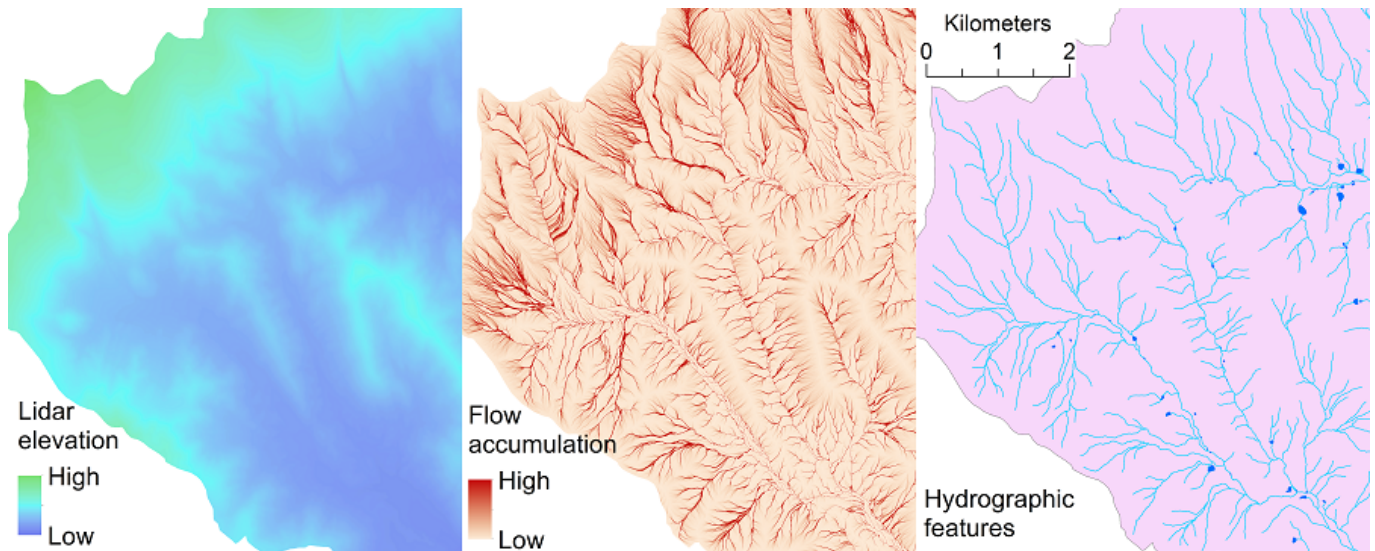 Lidar
elevation
High
Low
Flow
accumulation
High
Low
Kilometers
0 1 2
Hydrographic
features